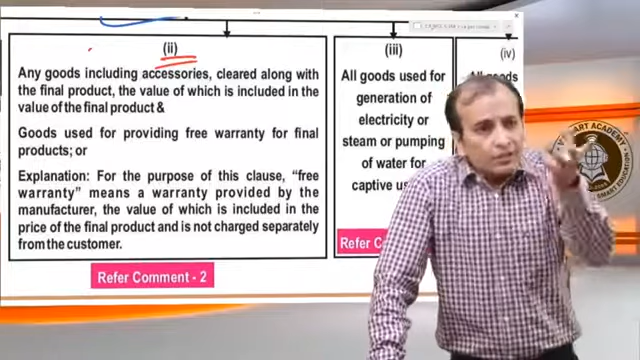 (ii)
Any goods including accessories, cleared along with
the final product, the value of which is included in the
value of the final product &
Goods used for providing free warranty for final
products; or
Explanation: For the purpose of this clause, "free
warranty" means a warranty provided by the
manufacturer, the value of which is included in the
price of the final product and is not charged separately
from the customer.
Refer Comment - 2
(iii)
All goods used for
generation of
electricity or
steam or pumping
of water for
captive
Refer
(iv)
All goods
ACADEMY